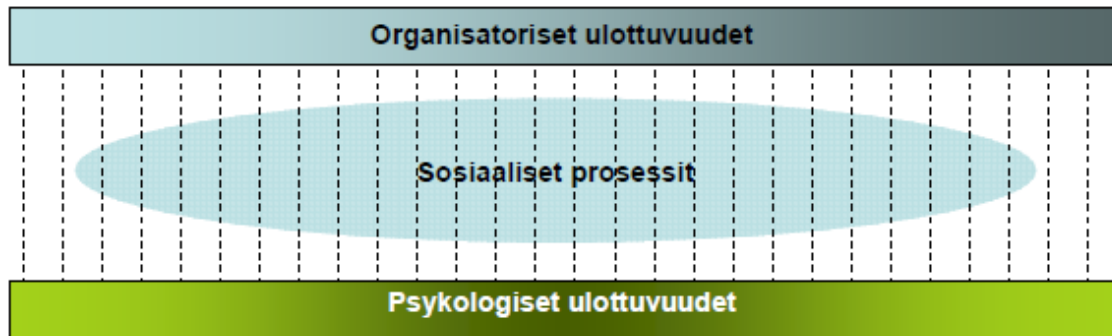 Organisatoriset ulottuvuudet
Sosiaaliset prosessit
Psykologiset ulottuvuudet